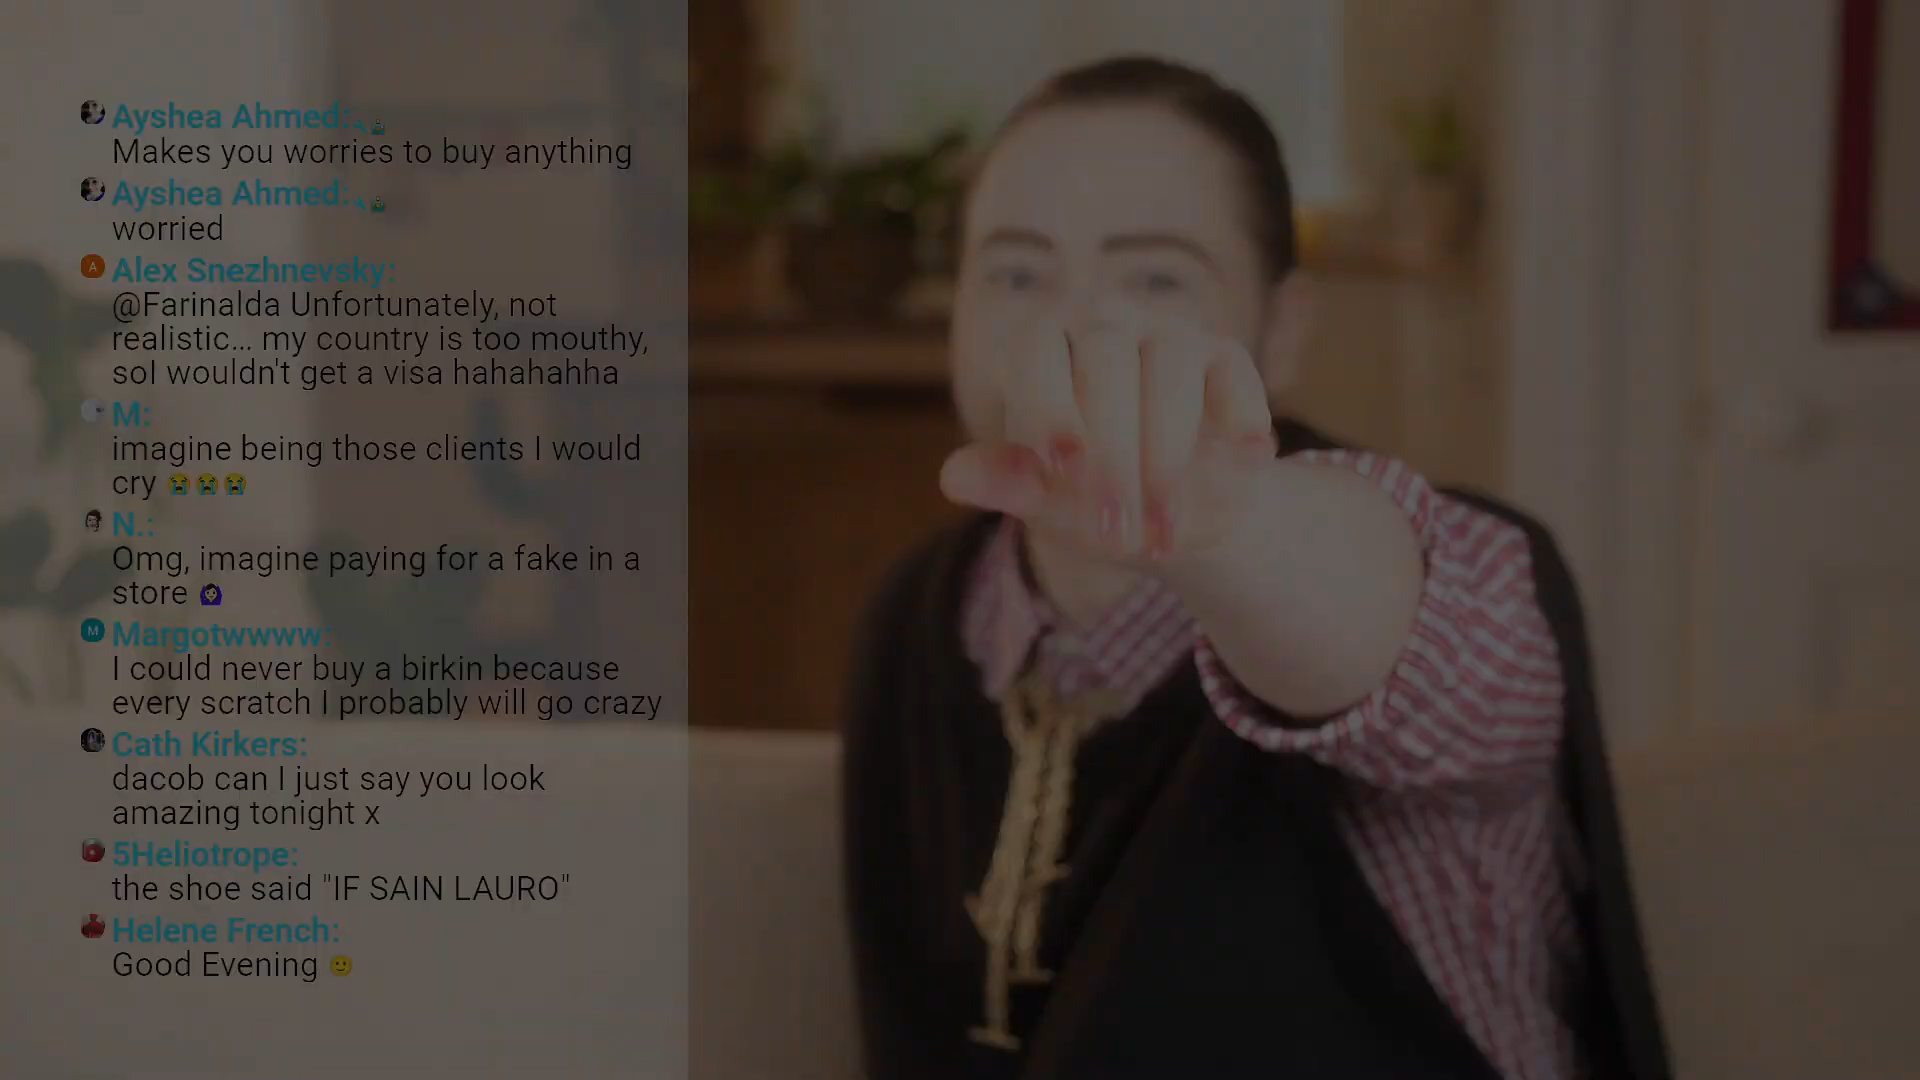 Ayshea Ahmed:
Makes you worries to buy anything
Ayshea Ahmed:
worried
A Alex Snezhnevsky:
@Farinalda Unfortunately, not
realistic... my country is too mouthy,
soI wouldn't get a visa hahahahha
M:
imagine being those clients I would
cry 😭😭😭
N.:
Omg, imagine paying for a fake in a
store 🙆🏻‍♀️
M Margotwwww:
I could never buy a birkin because
every scratch I probably will go crazy
Cath Kirkers:
dacob can I just say you look
amazing tonight x
5Heliotrope:
the shoe said "IF SAIN LAURO"
Helene French:
Good Evening 🙂